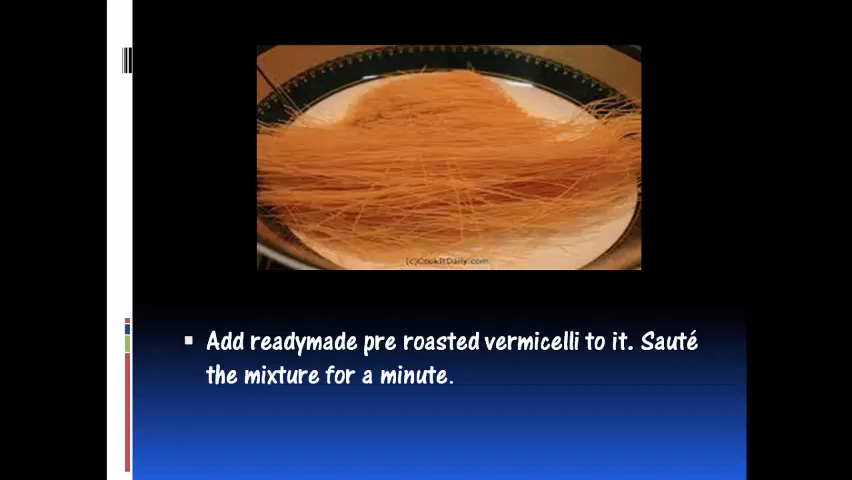 (c)CookItDaily.com
Add readymade pre roasted vermicelli to it. Sauté
the mixture for a minute.